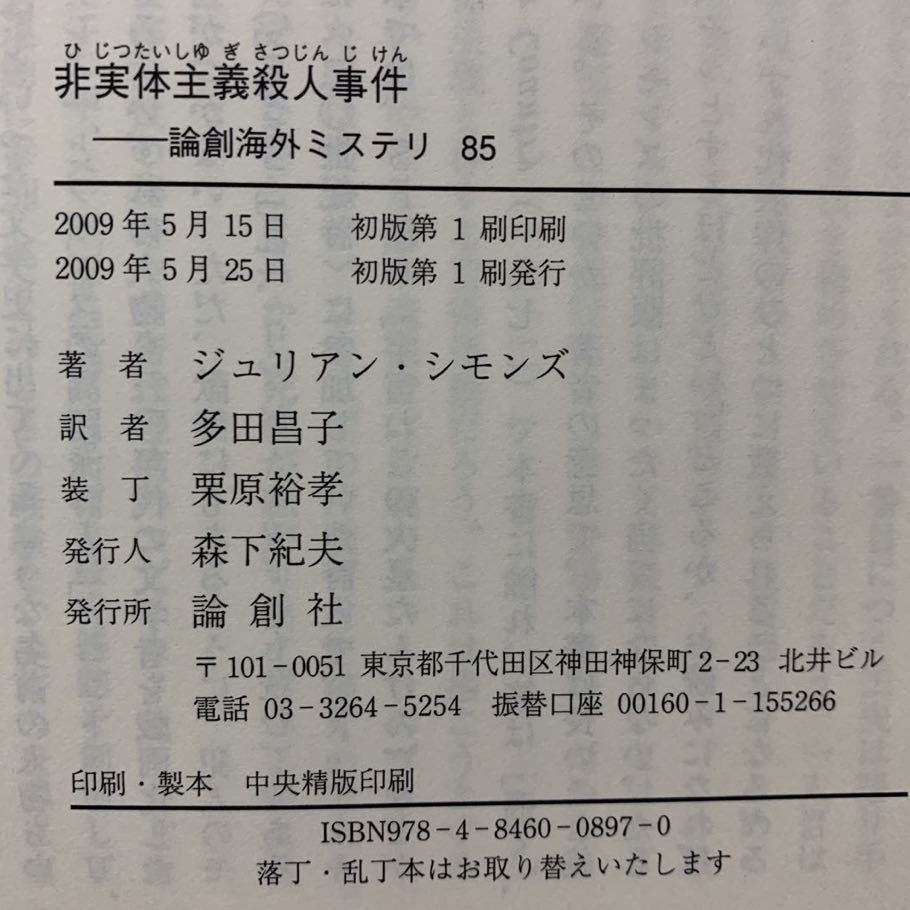 ひじつたいしゆぎさつじんじけん
非実体主義殺人事件
——論創海外ミステリ 85
2009年5月15日 初版第1刷印刷
2009年5月25日 初版第1刷発行
著者 ジュリアン・シモンズ
訳者 多田昌子
装丁 栗原裕孝
発行人 森下紀夫
発行所 論創社
〒101-0051 東京都千代田区神田神保町2-23 北井ビル
電話 03-3264-5254 振替口座 00160-1-155266
印刷・製本 中央精版印刷
ISBN978-4-8460-0897-0
落丁・乱丁本はお取り替えいたします